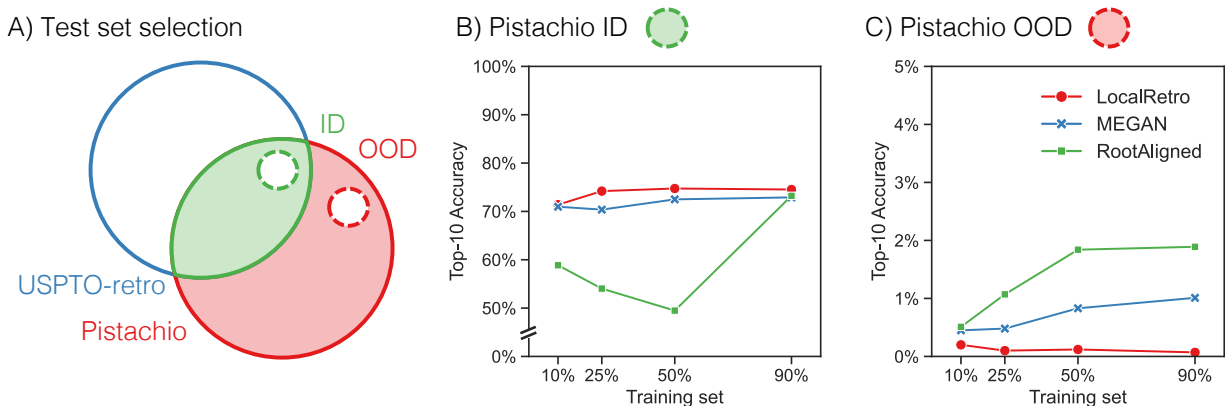 A) Test set selection
ID
OOD
USPTO-retro
Pistachio
B) Pistachio ID
100%
90%
80%
70%
60%
50%
0%
Top-10 Accuracy
10% 25% 50% 90%
Training set
C) Pistachio OOD
5%
4%
3%
2%
1%
0%
Top-10 Accuracy
LocalRetro
MEGAN
RootAligned
10% 25% 50% 90%
Training set